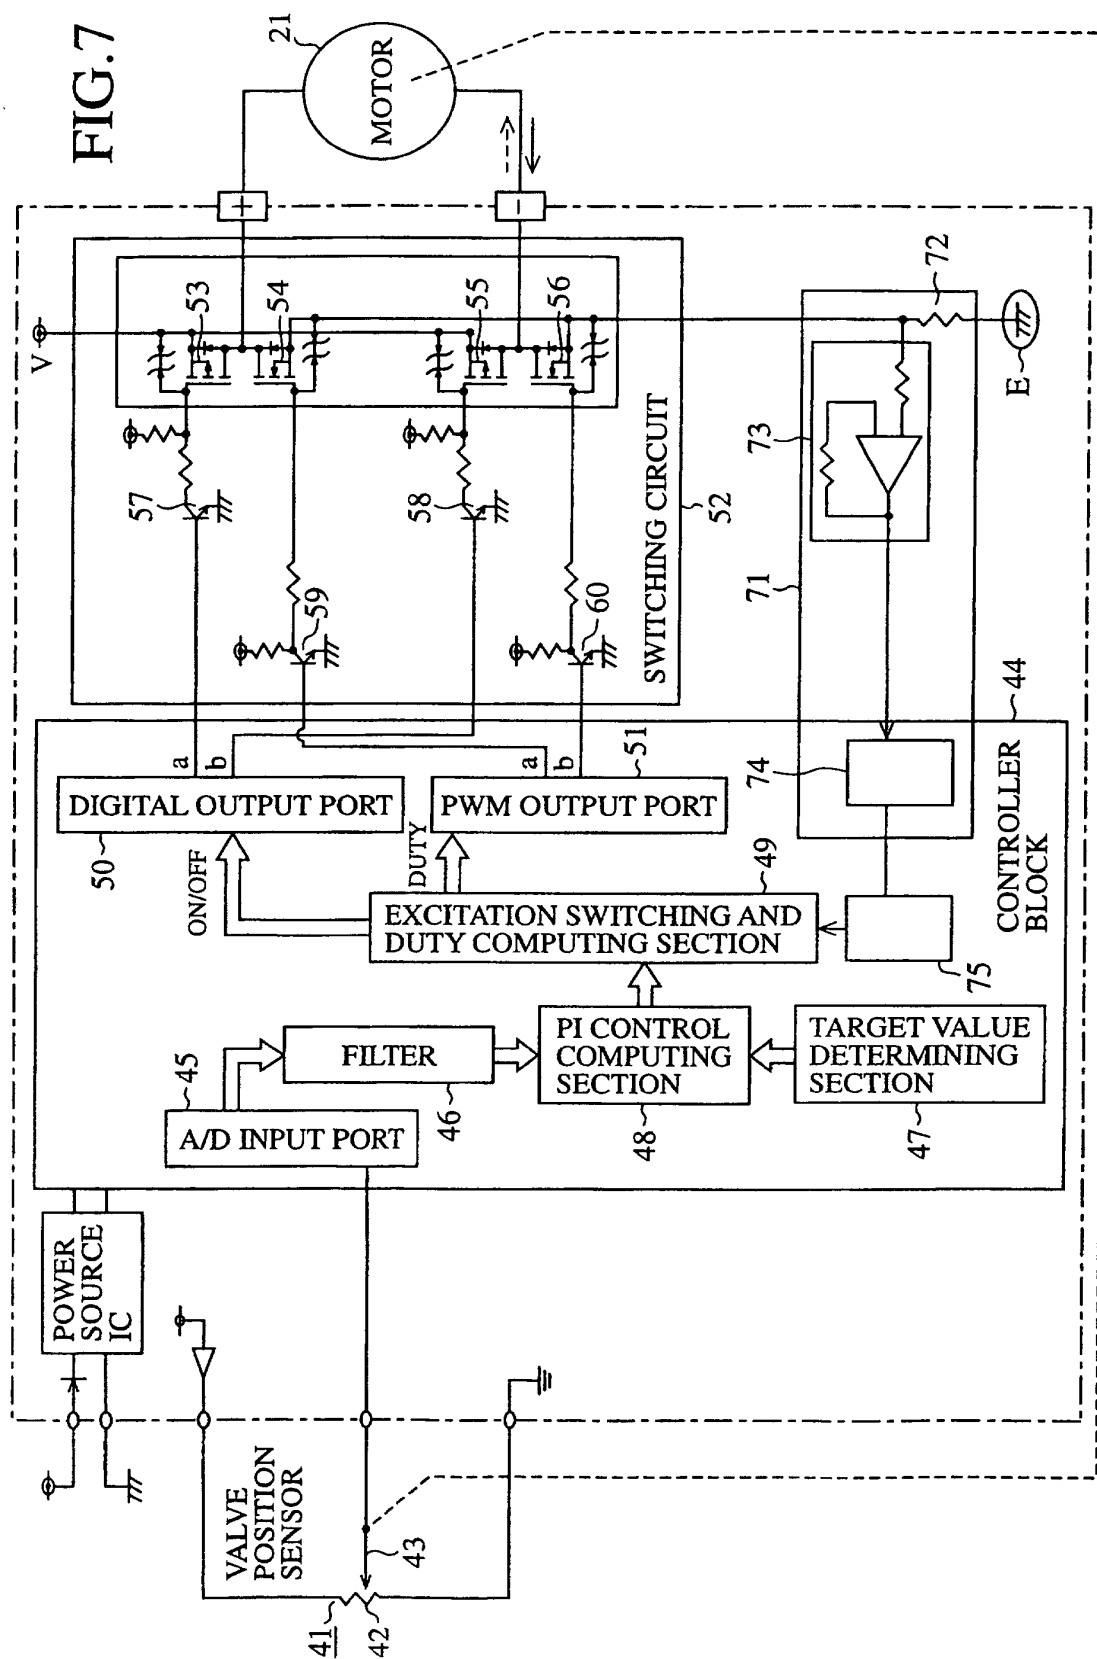 FIG.7
21
MOTOR
V
+
−
53
54
55
56
57
58
59
60
SWITCHING CIRCUIT
52
72
E
73
71
74
44
CONTROLLER
BLOCK
a
b
DIGITAL OUTPUT PORT
50
a
b
51
PWM OUTPUT PORT
ON/OFF
DUTY
49
EXCITATION SWITCHING AND
DUTY COMPUTING SECTION
75
45
A/D INPUT PORT
FILTER
46
PI CONTROL
COMPUTING
SECTION
48
TARGET VALUE
DETERMINING
SECTION
47
POWER
SOURCE
IC
VALVE
POSITION
SENSOR
41
42
43